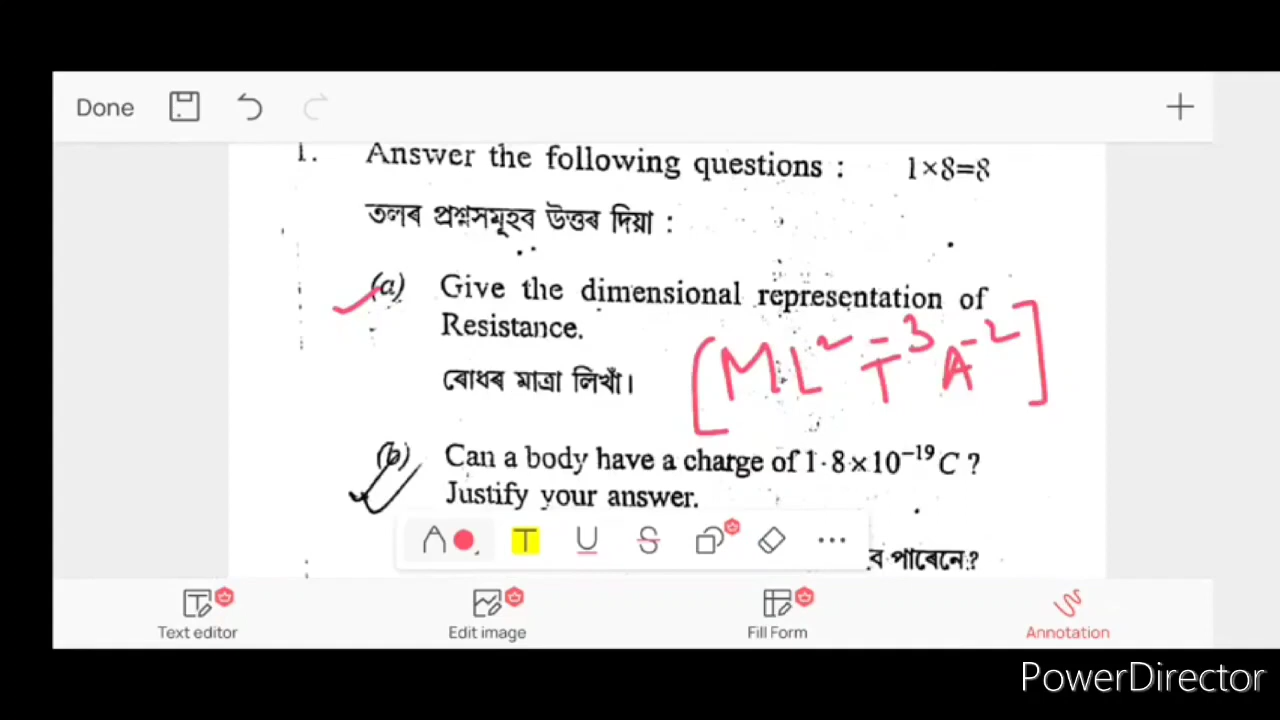 Done
1. Answer the following questions : 1×8=8
তলৰ প্ৰশ্নসমূহৰ উত্তৰ দিয়া :
(a) Give the dimensional representation of
Resistance.
[ML²T⁻³A⁻²]
ৰোধৰ মাত্ৰা লিখাঁ।
(b) Can a body have a charge of 1·8×10⁻¹⁹C ?
Justify your answer.
পাৰেনে ?
Text editor
Edit image
Fill Form
Annotation
PowerDirector